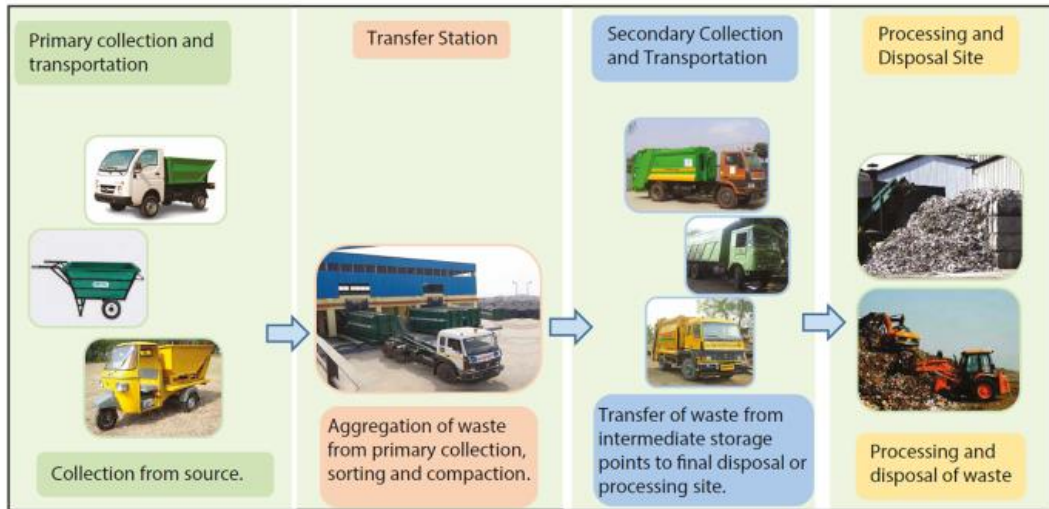 Primary collection and
transportation
Transfer Station
Secondary Collection
and Transportation
Processing and
Disposal Site
Collection from source.
Aggregation of waste
from primary collection,
sorting and compaction.
Transfer of waste from
intermediate storage
points to final disposal or
processing site.
Processing and
disposal of waste